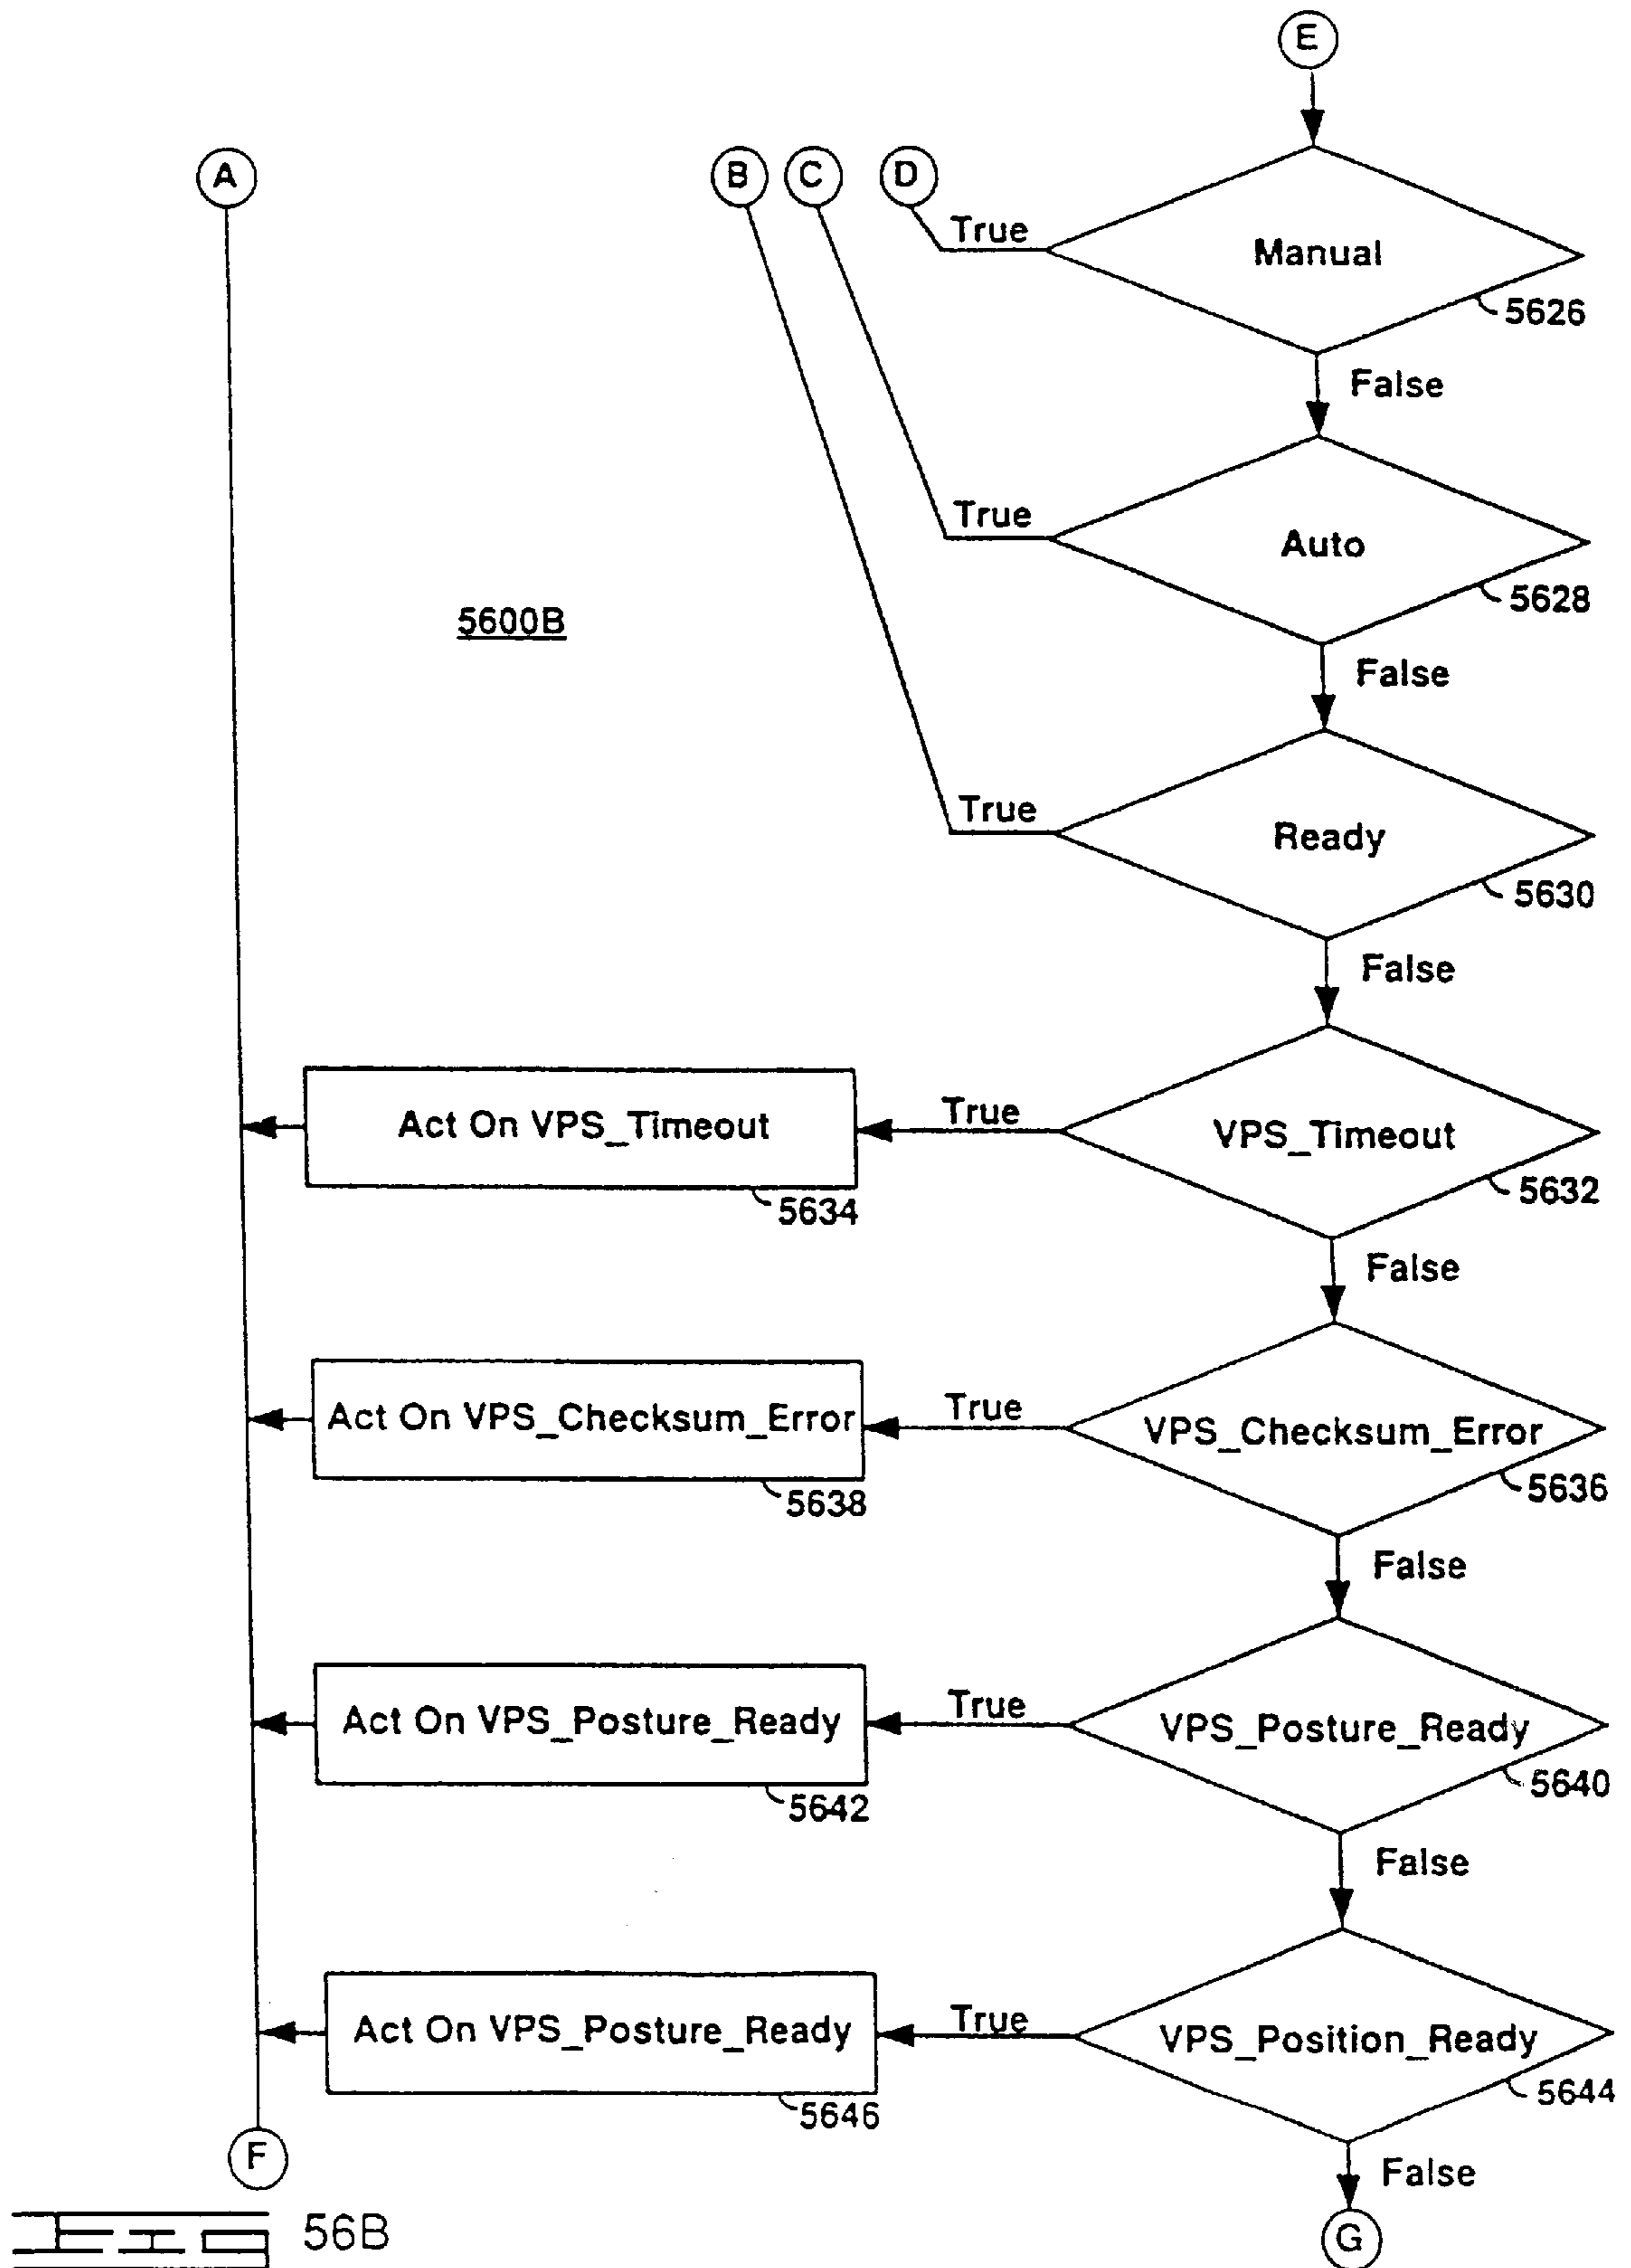 E
A
B
C
D
True
Manual
5626
False
True
Auto
5628
5600B
False
True
Ready
5630
False
Act On VPS_Timeout
True
VPS_Timeout
5634
5632
False
Act On VPS_Checksum_Error
True
VPS_Checksum_Error
5638
5636
False
Act On VPS_Posture_Ready
True
VPS_Posture_Ready
5642
5640
False
Act On VPS_Posture_Ready
True
VPS_Position_Ready
5646
5644
F
False
56B
G